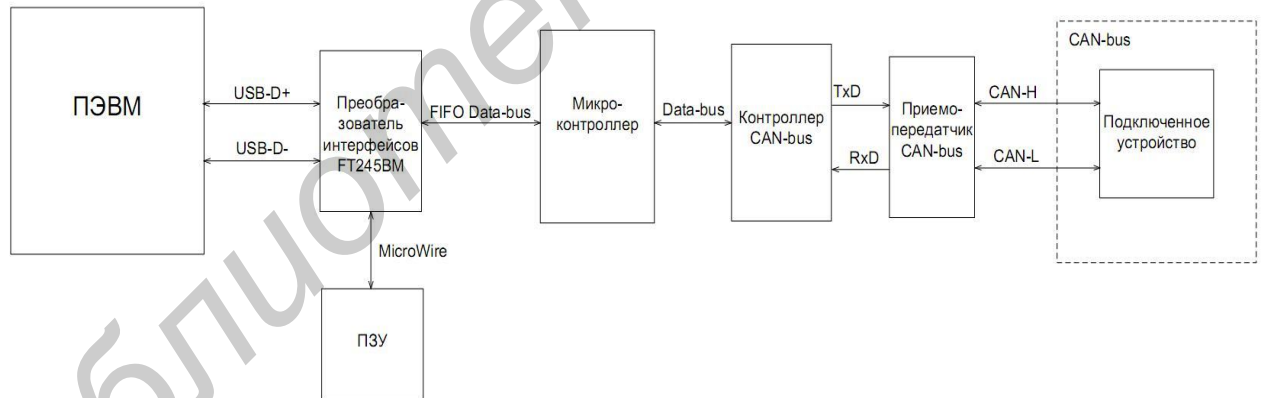 ПЭВМ
USB-D+
USB-D-
Преобра-
зователь
интерфейсов
FT245BM
MicroWire
ПЗУ
FIFO Data-bus
Микро-
контроллер
Data-bus
Контроллер
CAN-bus
TxD
RxD
Приемо-
передатчик
CAN-bus
CAN-H
CAN-L
CAN-bus
Подключенное
устройство